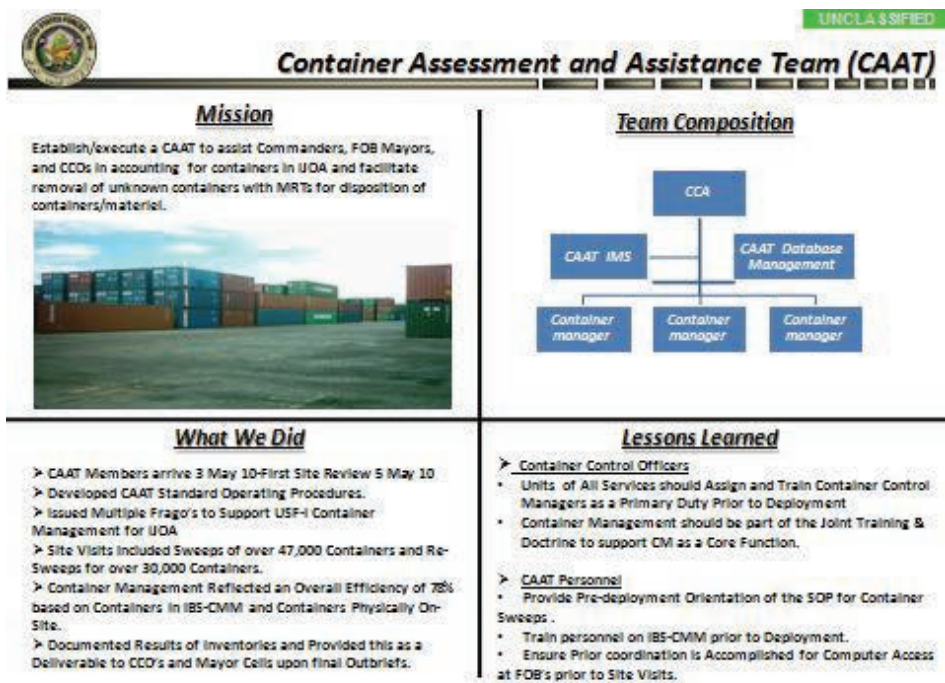 UNCLASSIFIED
Container Assessment and Assistance Team (CAAT)
Mission
Establish/execute a CAAT to assist Commanders, FOB Mayors,
and CCOs in accounting for containers in IJOA and facilitate
removal of unknown containers with MRTs for disposition of
containers/materiel.
Team Composition
CCA
CAAT IMS
CAAT Database
Management
Container
manager
Container
manager
Container
manager
What We Did
➢ CAAT Members arrive 3 May 10-First Site Review 5 May 10
➢ Developed CAAT Standard Operating Procedures.
➢ Issued Multiple Frago's to Support USF-I Container
Management for IJOA
➢ Site Visits Included Sweeps of over 47,000 Containers and Re-
Sweeps for over 30,000 Containers.
➢ Container Management Reflected an Overall Efficiency of 78%
based on Containers in IBS-CMM and Containers Physically On-
Site.
➢ Documented Results of Inventories and Provided this as a
Deliverable to CCO's and Mayor Cells upon final Outbriefs.
Lessons Learned
➢ Container Control Officers
• Units of All Services should Assign and Train Container Control
Managers as a Primary Duty Prior to Deployment
• Container Management should be part of the Joint Training &
Doctrine to support CM as a Core Function.
➢ CAAT Personnel
• Provide Pre-deployment Orientation of the SOP for Container
Sweeps .
• Train personnel on IBS-CMM prior to Deployment.
• Ensure Prior coordination is Accomplished for Computer Access
at FOB's prior to Site Visits.